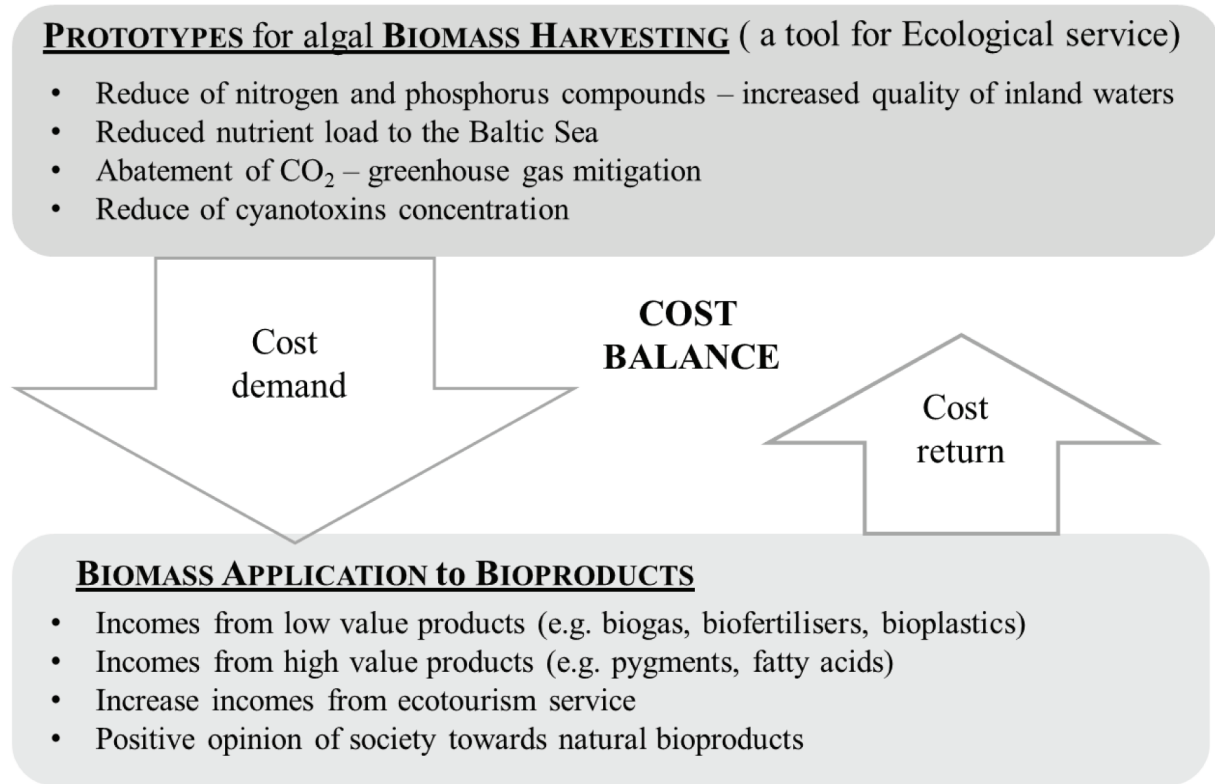 PROTOTYPES for algal BIOMASS HARVESTING ( a tool for Ecological service)
• Reduce of nitrogen and phosphorus compounds – increased quality of inland waters
• Reduced nutrient load to the Baltic Sea
• Abatement of CO₂ – greenhouse gas mitigation
• Reduce of cyanotoxins concentration
Cost
demand
COST
BALANCE
Cost
return
BIOMASS APPLICATION to BIOPRODUCTS
• Incomes from low value products (e.g. biogas, biofertilisers, bioplastics)
• Incomes from high value products (e.g. pygments, fatty acids)
• Increase incomes from ecotourism service
• Positive opinion of society towards natural bioproducts